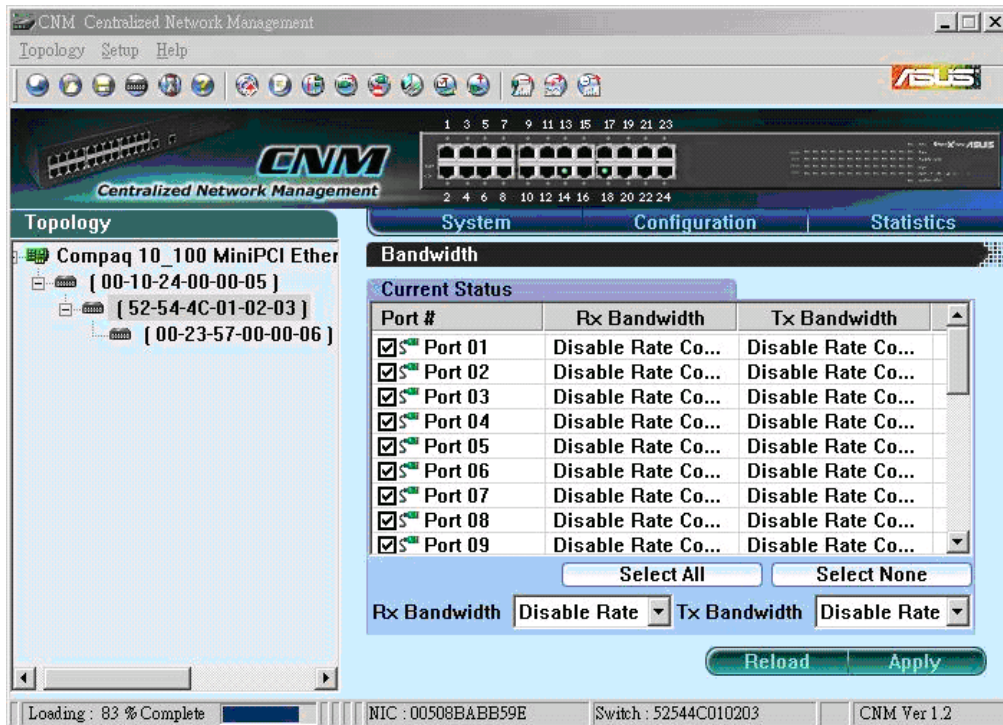 CNM Centralized Network Management
Topology Setup Help
ASUS
1 3 5 7 9 11 13 15 17 19 21 23
CNM
Centralized Network Management
2 4 6 8 10 12 14 16 18 20 22 24
Topology
System Configuration Statistics
Compaq 10_100 MiniPCI Ether
( 00-10-24-00-00-05 )
( 52-54-4C-01-02-03 )
( 00-23-57-00-00-06 )
Bandwidth
Current Status
Port # Rx Bandwidth Tx Bandwidth
Port 01 Disable Rate Co... Disable Rate Co...
Port 02 Disable Rate Co... Disable Rate Co...
Port 03 Disable Rate Co... Disable Rate Co...
Port 04 Disable Rate Co... Disable Rate Co...
Port 05 Disable Rate Co... Disable Rate Co...
Port 06 Disable Rate Co... Disable Rate Co...
Port 07 Disable Rate Co... Disable Rate Co...
Port 08 Disable Rate Co... Disable Rate Co...
Port 09 Disable Rate Co... Disable Rate Co...
Select All Select None
Rx Bandwidth Disable Rate Tx Bandwidth Disable Rate
Reload Apply
Loading : 83 % Complete NIC : 00508BABB59E Switch : 52544C010203 CNM Ver 1.2